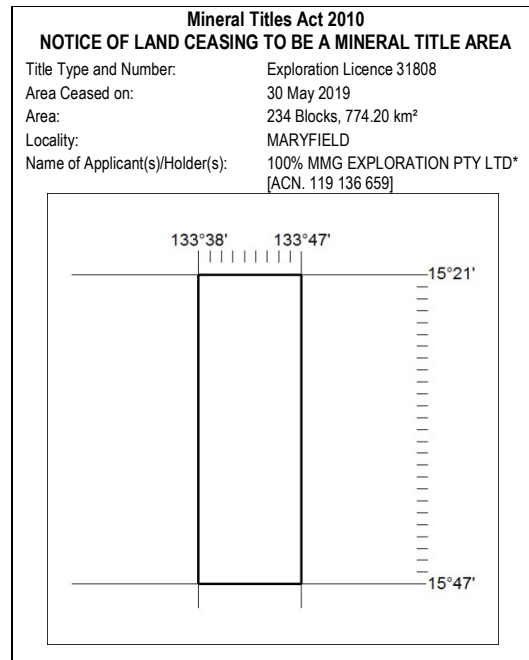 Mineral Titles Act 2010
NOTICE OF LAND CEASING TO BE A MINERAL TITLE AREA
Title Type and Number: Exploration Licence 31808
Area Ceased on: 30 May 2019
Area: 234 Blocks, 774.20 km²
Locality: MARYFIELD
Name of Applicant(s)/Holder(s): 100% MMG EXPLORATION PTY LTD*
[ACN. 119 136 659]
133°38' 133°47'
15°21'
15°47'